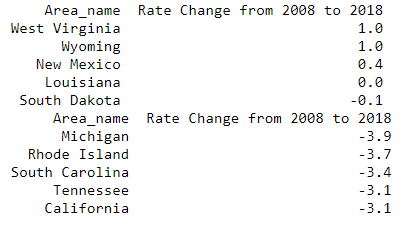 Area_name Rate Change from 2008 to 2018
West Virginia 1.0
Wyoming 1.0
New Mexico 0.4
Louisiana 0.0
South Dakota -0.1
Area_name Rate Change from 2008 to 2018
Michigan -3.9
Rhode Island -3.7
South Carolina -3.4
Tennessee -3.1
California -3.1